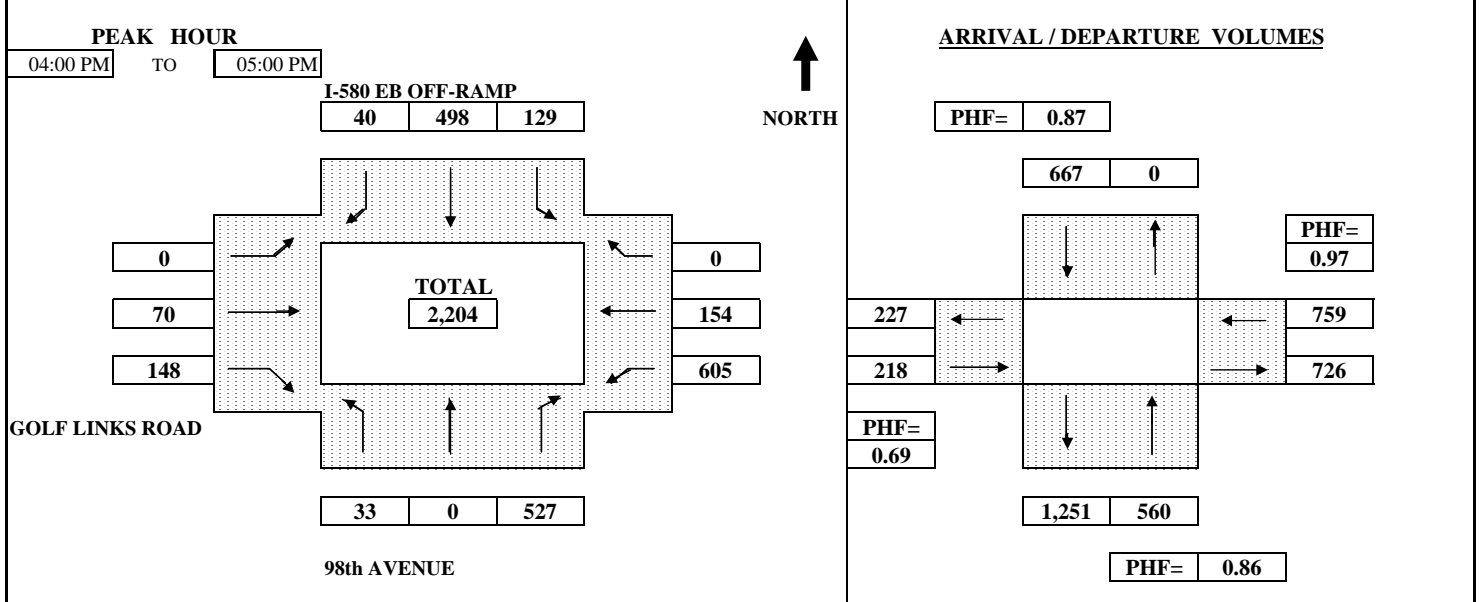 PEAK HOUR
04:00 PM TO 05:00 PM
I-580 EB OFF-RAMP
40 498 129
NORTH
0 0
TOTAL
70 2,204 154
148 605
GOLF LINKS ROAD
33 0 527
98th AVENUE
ARRIVAL / DEPARTURE VOLUMES
PHF= 0.87
667 0
PHF=
0.97
227 759
218 726
PHF=
0.69
1,251 560
PHF= 0.86